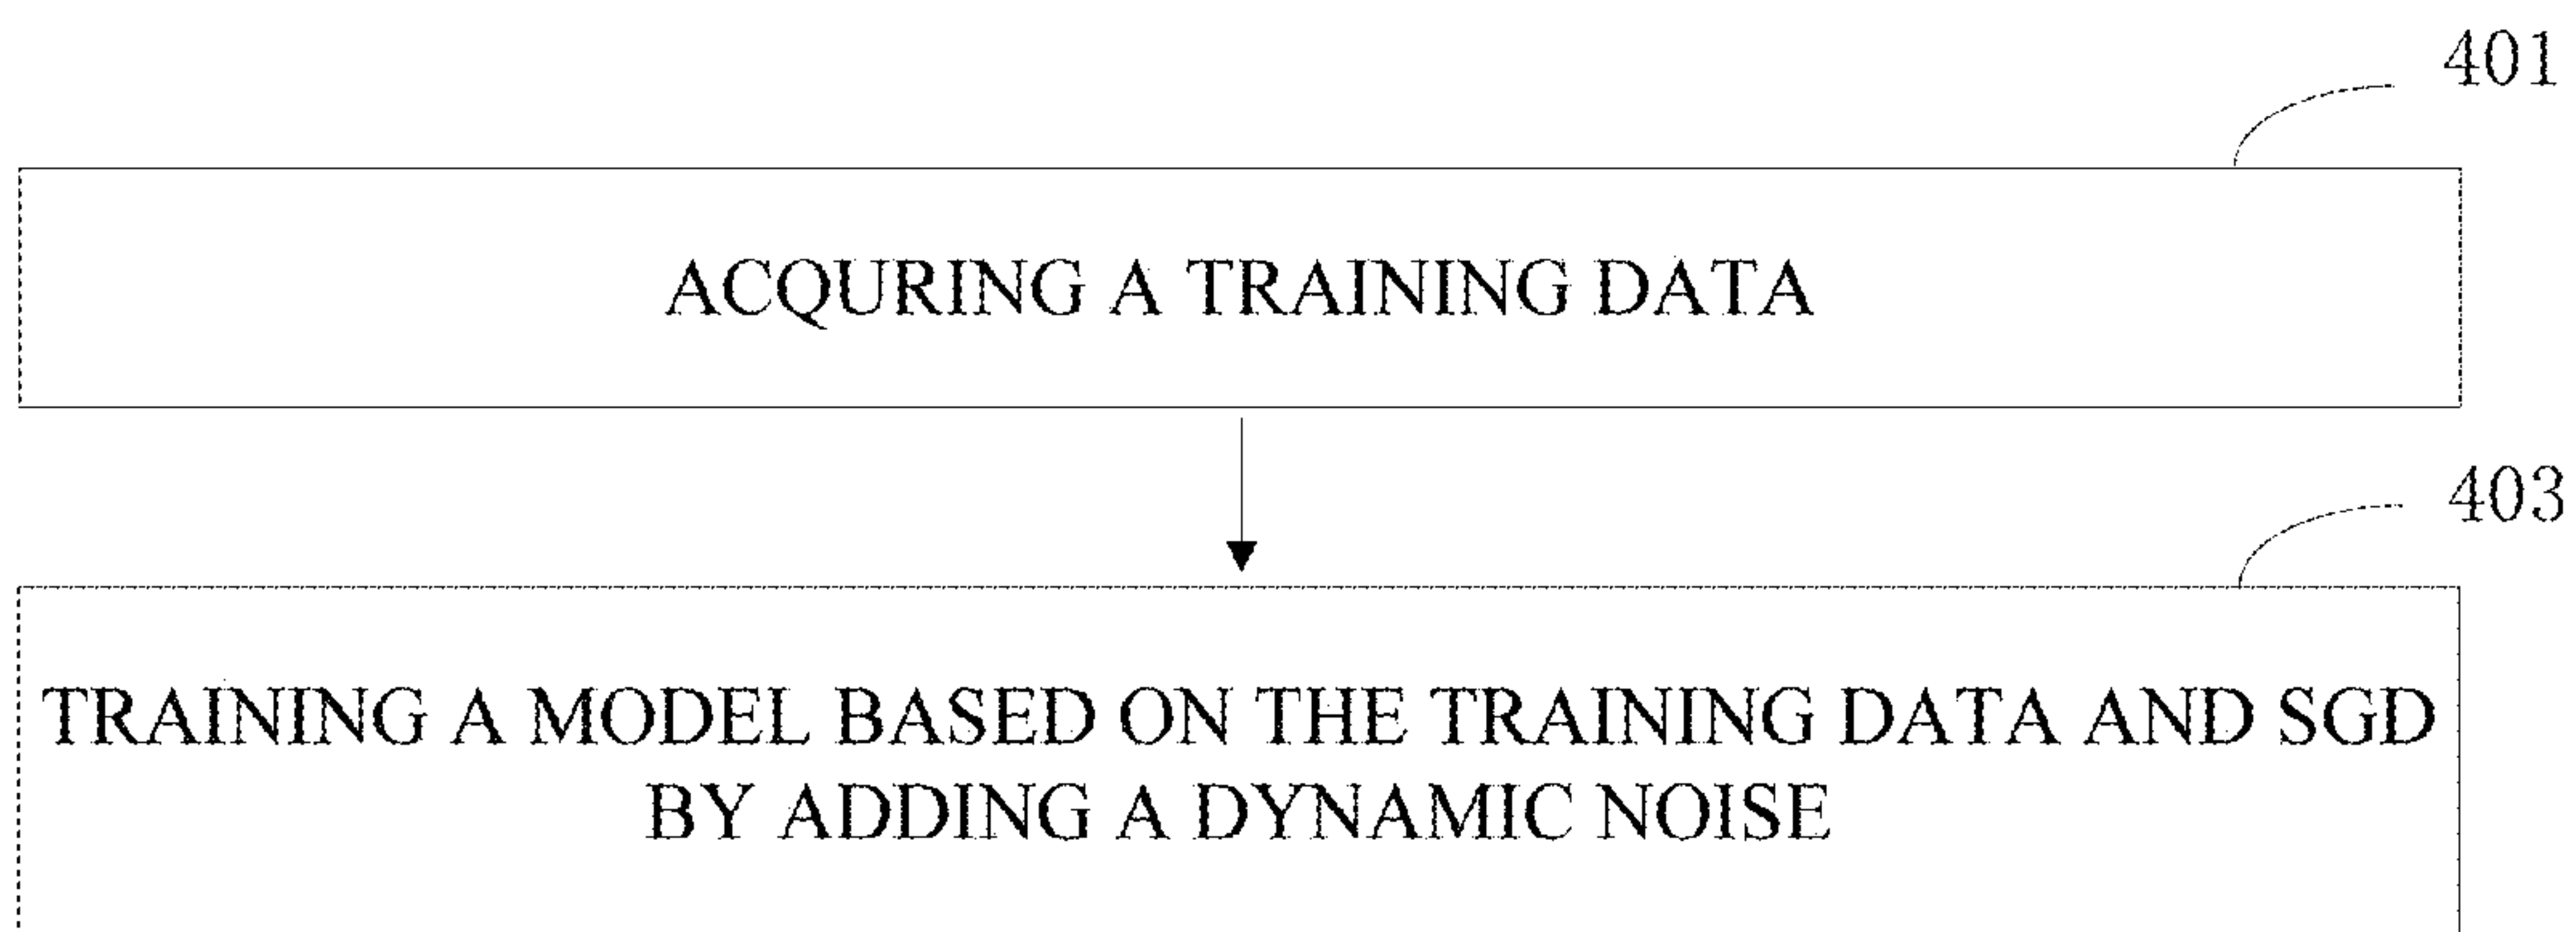 401
ACQURING A TRAINING DATA
403
TRAINING A MODEL BASED ON THE TRAINING DATA AND SGD
BY ADDING A DYNAMIC NOISE